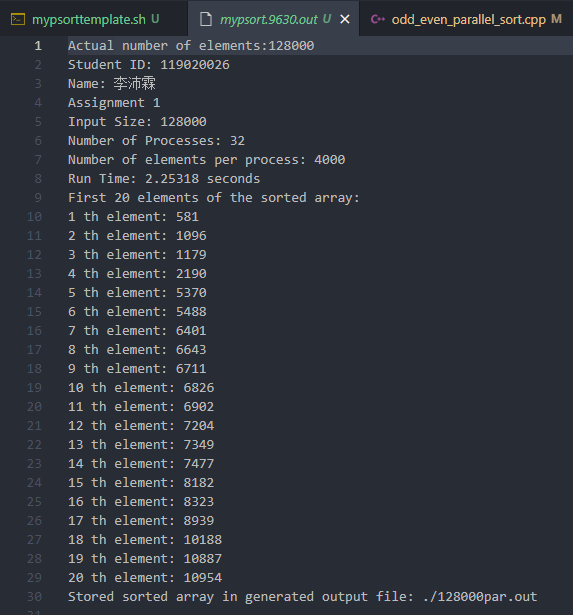 mypsorttemplate.sh U
mypsort.9630.out U
odd_even_parallel_sort.cpp M
1 Actual number of elements:128000
2 Student ID: 119020026
3 Name: 李沛霖
4 Assignment 1
5 Input Size: 128000
6 Number of Processes: 32
7 Number of elements per process: 4000
8 Run Time: 2.25318 seconds
9 First 20 elements of the sorted array:
10 1 th element: 581
11 2 th element: 1096
12 3 th element: 1179
13 4 th element: 2190
14 5 th element: 5370
15 6 th element: 5488
16 7 th element: 6401
17 8 th element: 6643
18 9 th element: 6711
19 10 th element: 6826
20 11 th element: 6902
21 12 th element: 7204
22 13 th element: 7349
23 14 th element: 7477
24 15 th element: 8182
25 16 th element: 8323
26 17 th element: 8939
27 18 th element: 10188
28 19 th element: 10887
29 20 th element: 10954
30 Stored sorted array in generated output file: ./128000par.out
31